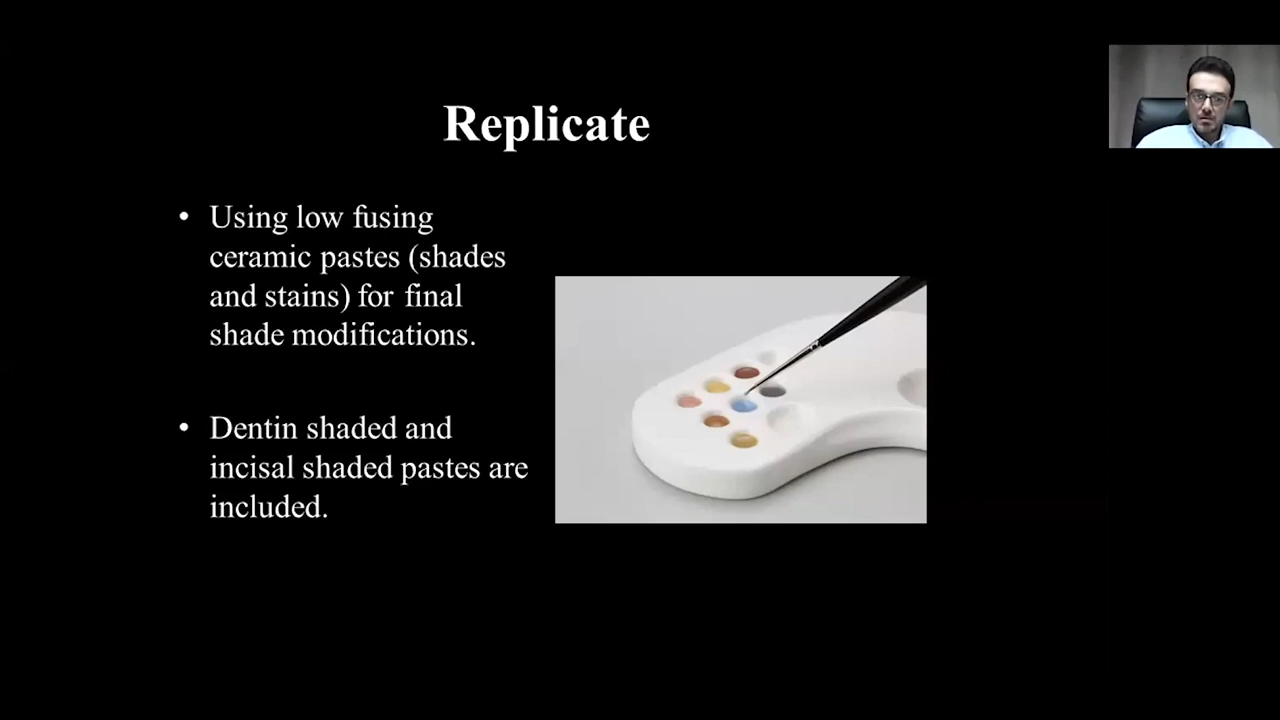 Replicate
• Using low fusing
ceramic pastes (shades
and stains) for final
shade modifications.
• Dentin shaded and
incisal shaded pastes are
included.